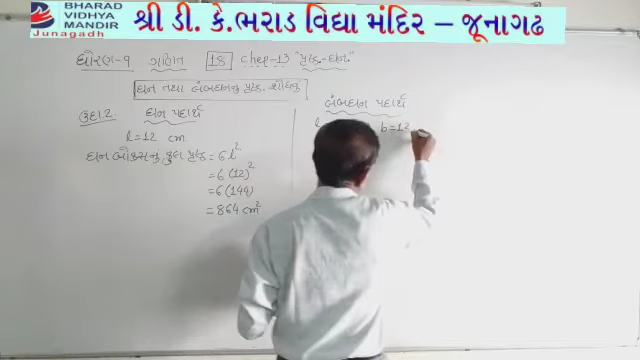 BHARAD
VIDHYA
MANDIR
Junagadh
શ્રી ડી. કે.ભરાડ વિદ્યા મંદિર – જૂનાગઢ
ધોરણ-૧ ગણિત 18 chep-13 "પૃષ્ઠ-ઘન"
ઘન તથા લંબઘનનું પૃષ્ઠ. શોધવું
ઉદા.2. ઘન પદાર્થ
l = 12 cm
ઘન બોક્સનું કુલ પૃષ્ઠ = 6l²
= 6(12)²
= 6(144)
= 864 cm²
લંબઘન પદાર્થ
l b = 12